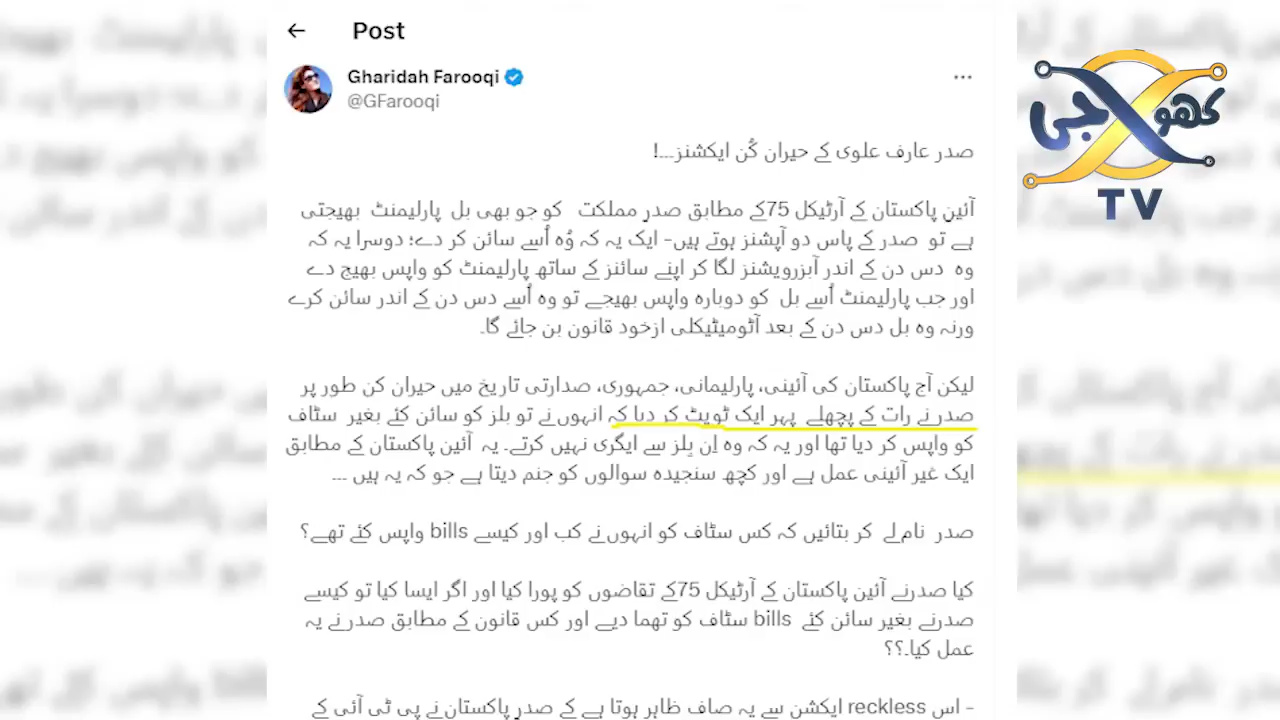 Post
Gharidah Farooqi
@GFarooqi
کھوجی
TV
صدر عارف علوی کے حیران کُن ایکشنز...!
آئینِ پاکستان کے آرٹیکل 75کے مطابق صدرِ مملکت کو جو بھی بل پارلیمنٹ بھیجتی
ہے تو صدر کے پاس دو آپشنز ہوتے ہیں- ایک یہ کہ وُہ اُسے سائن کر دے؛ دوسرا یہ کہ
وہ دس دن کے اندر آبزرویشنز لگا کر اپنے سائنز کے ساتھ پارلیمنٹ کو واپس بھیج دے
اور جب پارلیمنٹ اُسے بل کو دوبارہ واپس بھیجے تو وہ اُسے دس دن کے اندر سائن کرے
ورنہ وہ بل دس دن کے بعد آٹومیٹیکلی ازخود قانون بن جائے گا۔
لیکن آج پاکستان کی آئینی، پارلیمانی، جمہوری، صدارتی تاریخ میں حیران کن طور پر
صدر نے رات کے پچھلے پہر ایک ٹویٹ کر دیا کہ انہوں نے تو بلز کو سائن کئے بغیر سٹاف
کو واپس کر دیا تھا اور یہ کہ وہ اِن بِلز سے ایگری نہیں کرتے۔ یہ آئین پاکستان کے مطابق
ایک غیر آئینی عمل ہے اور کچھ سنجیدہ سوالوں کو جنم دیتا ہے جو کہ یہ ہیں ...
صدر نام لے کر بتائیں کہ کس سٹاف کو انہوں نے کب اور کیسے bills واپس کئے تھے؟
کیا صدرنے آئین پاکستان کے آرٹیکل 75کے تقاضوں کو پورا کیا اور اگر ایسا کیا تو کیسے
صدرنے بغیر سائن کئے bills سٹاف کو تھما دیے اور کس قانون کے مطابق صدر نے یہ
عمل کیا۔؟؟
- اس reckless ایکشن سے یہ صاف ظاہر ہوتا ہے کے صدر پاکستان نے پی ٹی آئی کے